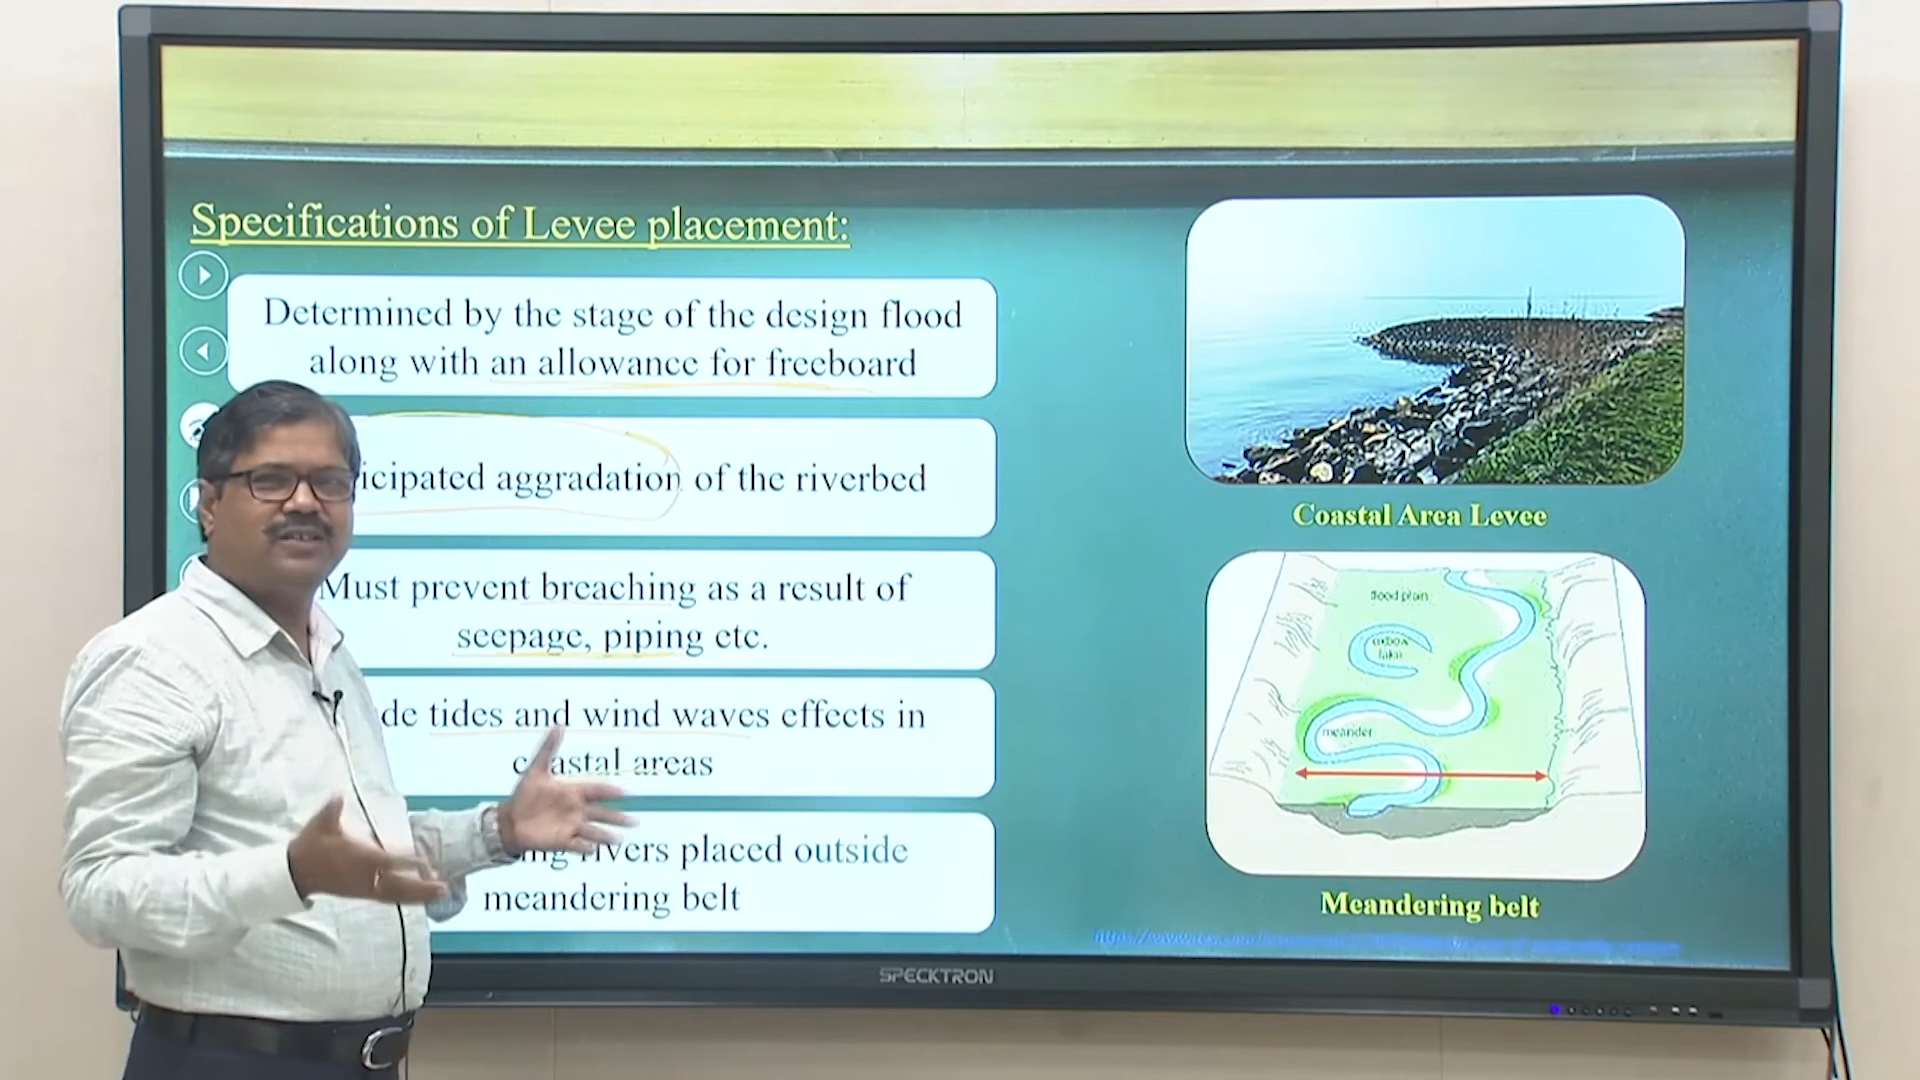 Specifications of Levee placement:
Determined by the stage of the design flood
along with an allowance for freeboard
icipated aggradation of the riverbed
Must prevent breaching as a result of
seepage, piping etc.
de tides and wind waves effects in
c astal areas
ing rivers placed outside
meandering belt
Coastal Area Levee
flood plain
oxbow
lake
meander
Meandering belt
SPECKTRON